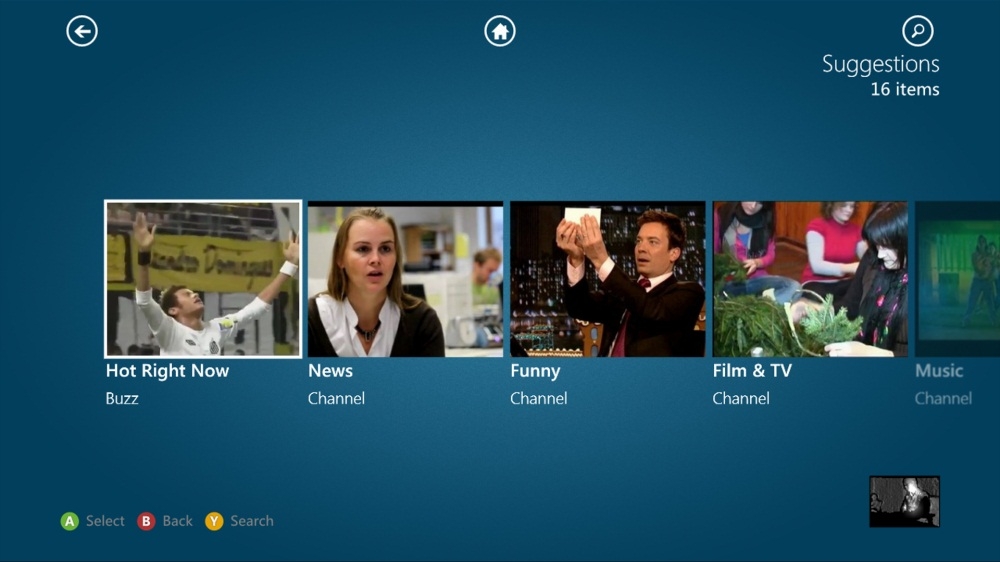 Suggestions
16 items
Hot Right Now
Buzz
News
Channel
Funny
Channel
Film & TV
Channel
Music
Channel
A Select B Back Y Search